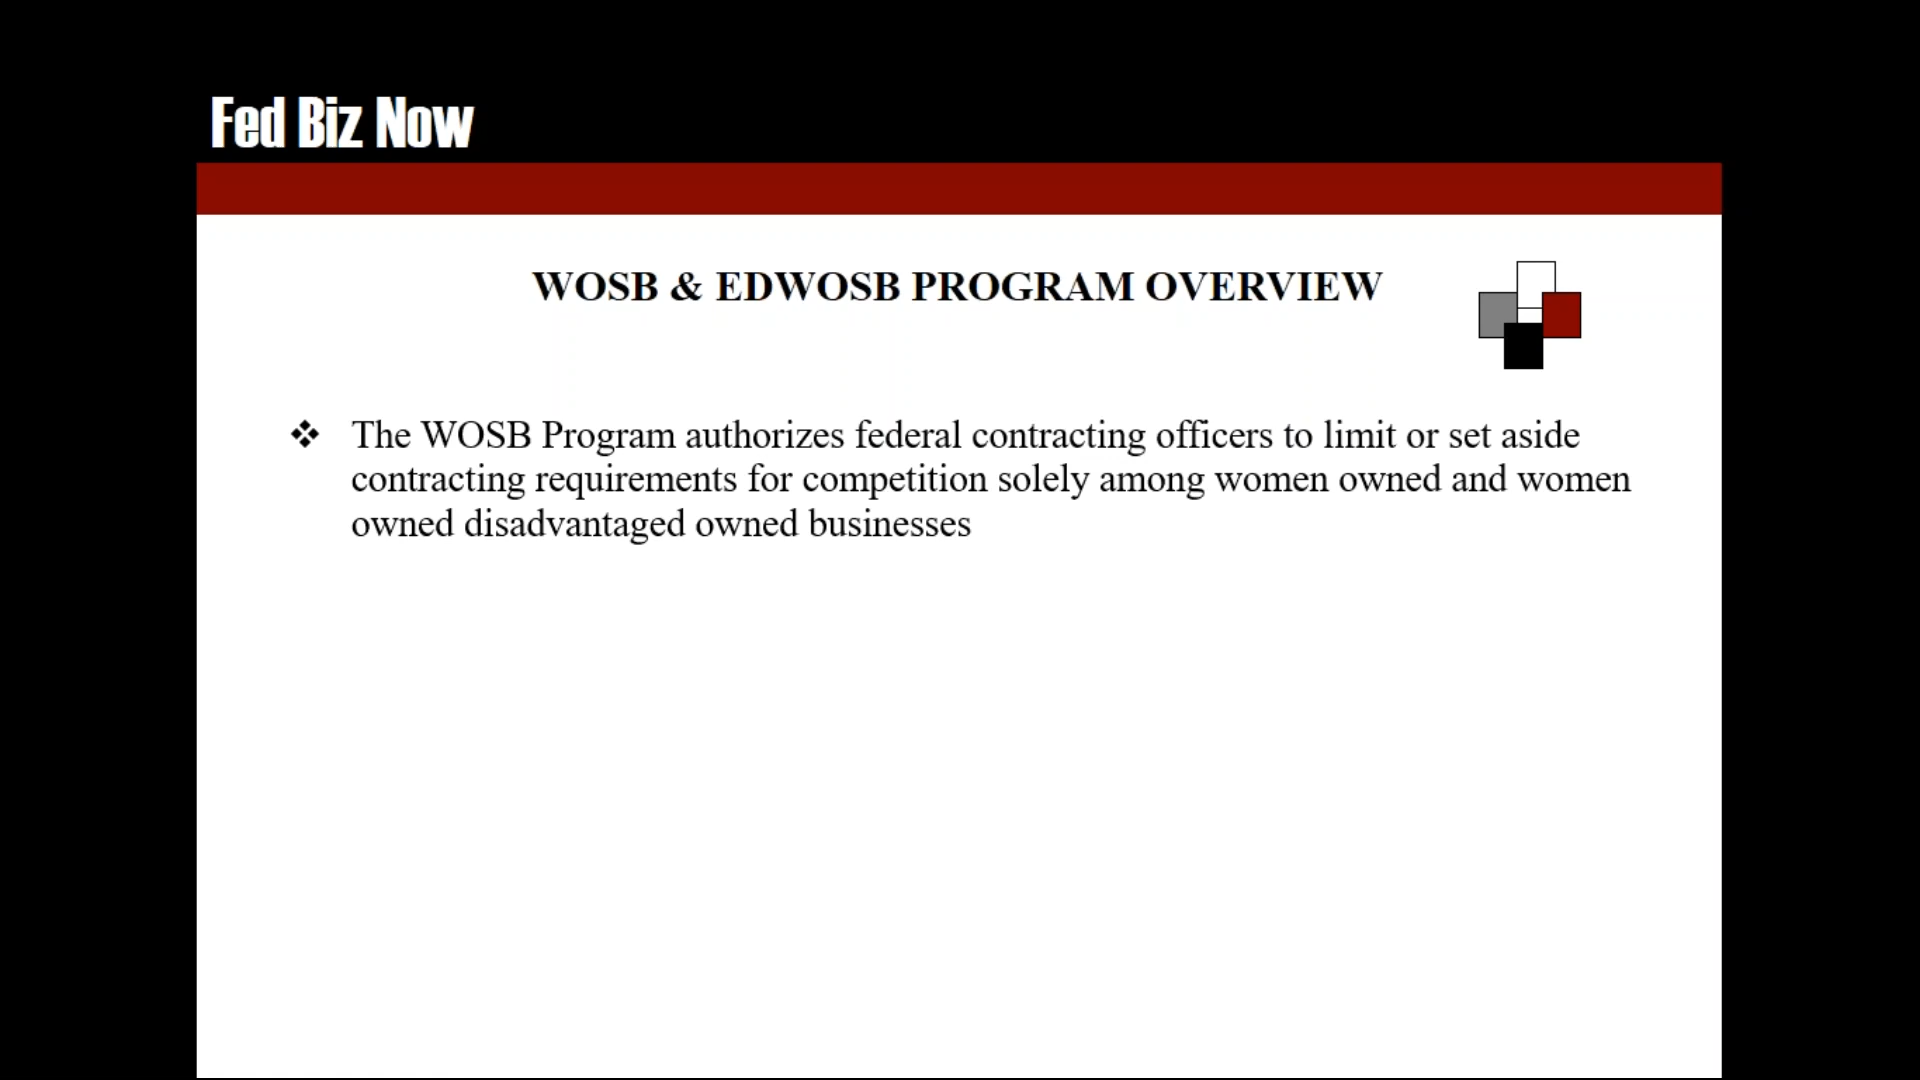 Fed Biz Now
WOSB & EDWOSB PROGRAM OVERVIEW
❖ The WOSB Program authorizes federal contracting officers to limit or set aside
contracting requirements for competition solely among women owned and women
owned disadvantaged owned businesses